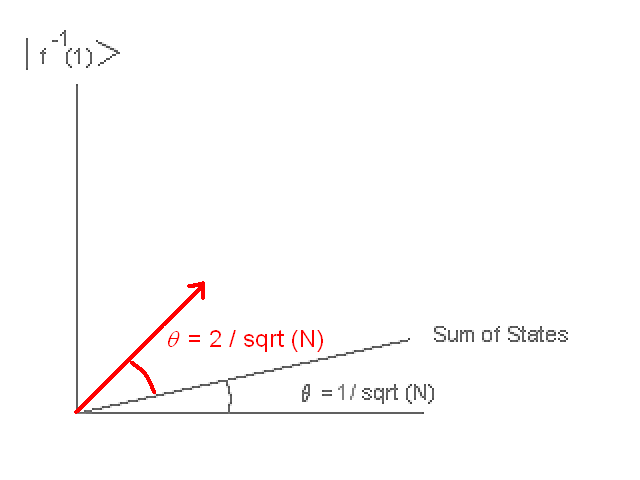 | f⁻¹(1)>
θ = 2 / sqrt (N)
Sum of States
θ = 1/ sqrt (N)